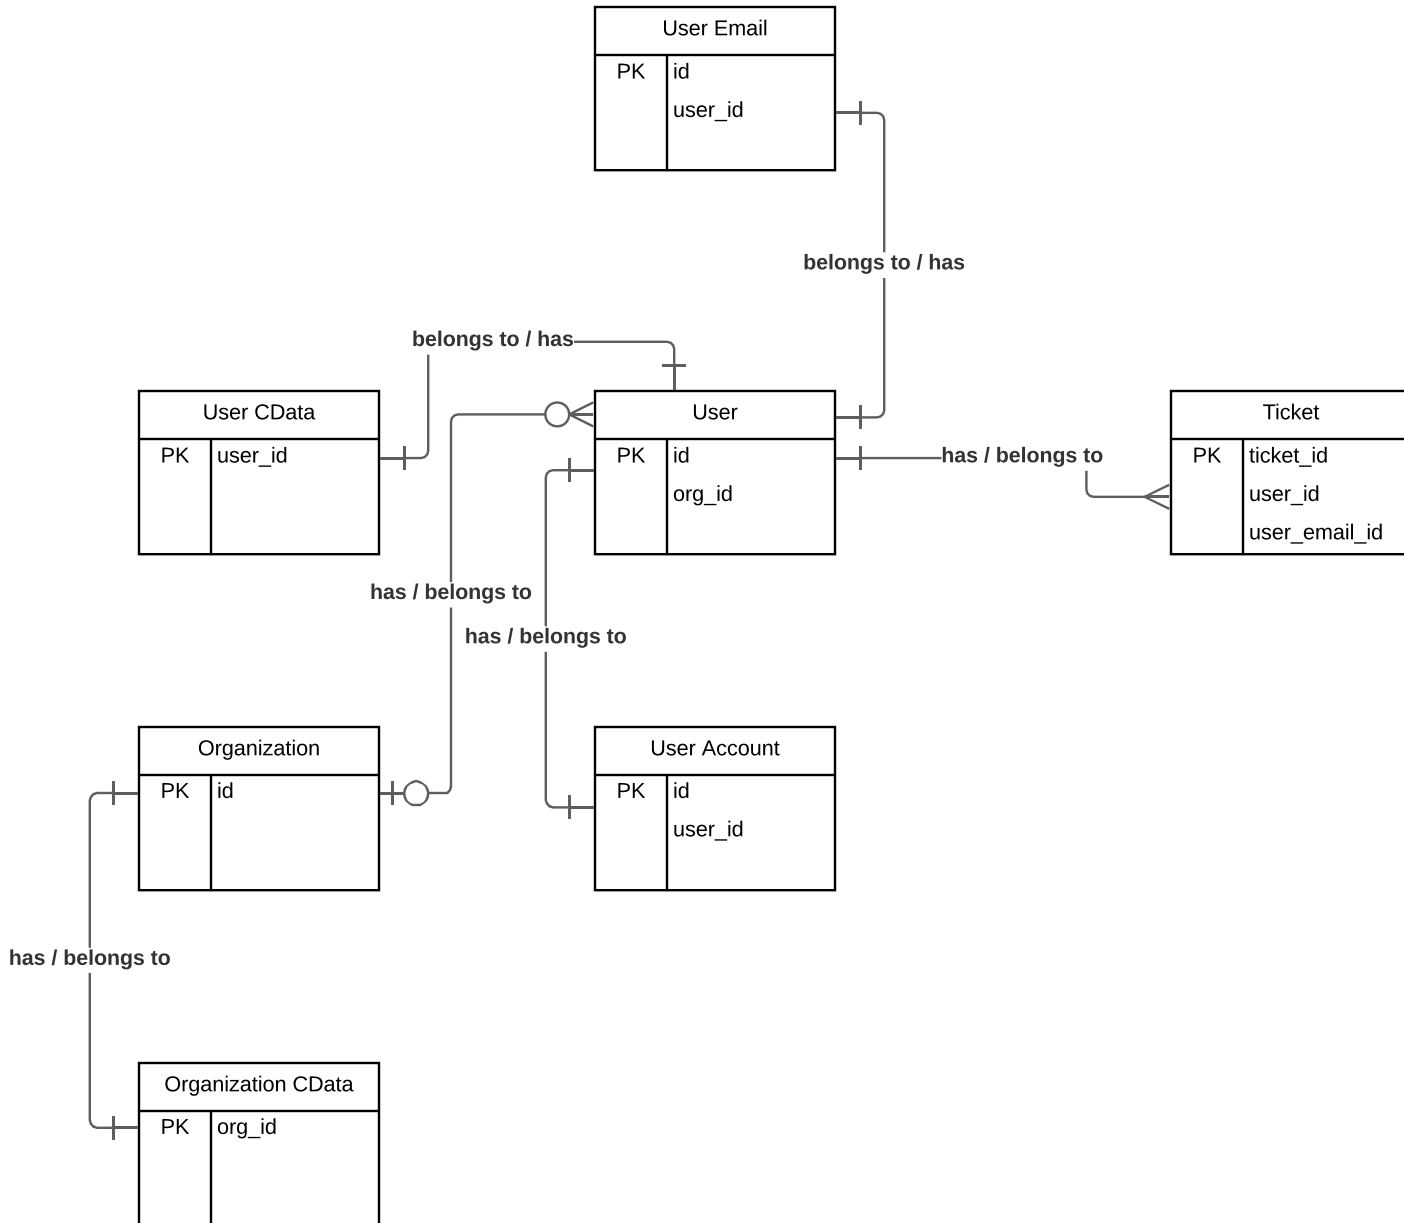 User Email
PK id
user_id
belongs to / has
belongs to / has
User CData
PK user_id
User
PK id
org_id
Ticket
PK ticket_id
user_id
user_email_id
has / belongs to
has / belongs to
has / belongs to
Organization
PK id
User Account
PK id
user_id
has / belongs to
Organization CData
PK org_id